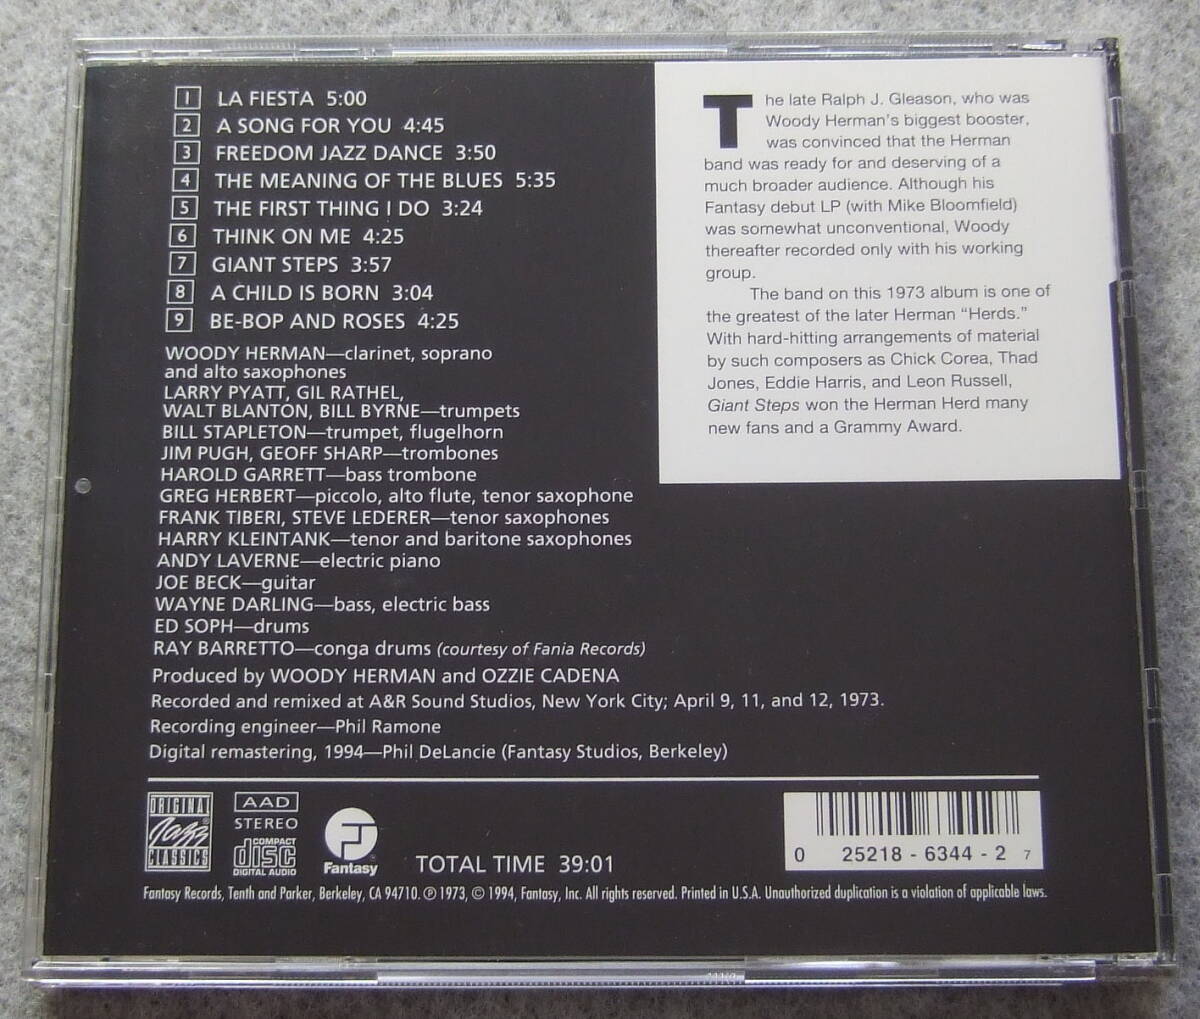 1 LA FIESTA 5:00
2 A SONG FOR YOU 4:45
3 FREEDOM JAZZ DANCE 3:50
4 THE MEANING OF THE BLUES 5:35
5 THE FIRST THING I DO 3:24
6 THINK ON ME 4:25
7 GIANT STEPS 3:57
8 A CHILD IS BORN 3:04
9 BE-BOP AND ROSES 4:25
WOODY HERMAN—clarinet, soprano
and alto saxophones
LARRY PYATT, GIL RATHEL,
WALT BLANTON, BILL BYRNE—trumpets
BILL STAPLETON—trumpet, flugelhorn
JIM PUGH, GEOFF SHARP—trombones
HAROLD GARRETT—bass trombone
GREG HERBERT—piccolo, alto flute, tenor saxophone
FRANK TIBERI, STEVE LEDERER—tenor saxophones
HARRY KLEINTANK—tenor and baritone saxophones
ANDY LAVERNE—electric piano
JOE BECK—guitar
WAYNE DARLING—bass, electric bass
ED SOPH—drums
RAY BARRETTO—conga drums (courtesy of Fania Records)
Produced by WOODY HERMAN and OZZIE CADENA
Recorded and remixed at A&R Sound Studios, New York City; April 9, 11, and 12, 1973.
Recording engineer—Phil Ramone
Digital remastering, 1994—Phil DeLancie (Fantasy Studios, Berkeley)
The late Ralph J. Gleason, who was
Woody Herman's biggest booster,
was convinced that the Herman
band was ready for and deserving of a
much broader audience. Although his
Fantasy debut LP (with Mike Bloomfield)
was somewhat unconventional, Woody
thereafter recorded only with his working
group.
The band on this 1973 album is one of
the greatest of the later Herman "Herds."
With hard-hitting arrangements of material
by such composers as Chick Corea, Thad
Jones, Eddie Harris, and Leon Russell,
Giant Steps won the Herman Herd many
new fans and a Grammy Award.
ORIGINAL
Jazz ®
CLASSICS
AAD
STEREO
COMPACT
disc
DIGITAL AUDIO
Fantasy
TOTAL TIME 39:01
0 25218-6344-2 7
Fantasy Records, Tenth and Parker, Berkeley, CA 94710. ℗ 1973, © 1994, Fantasy, Inc. All rights reserved. Printed in U.S.A. Unauthorized duplication is a violation of applicable laws.